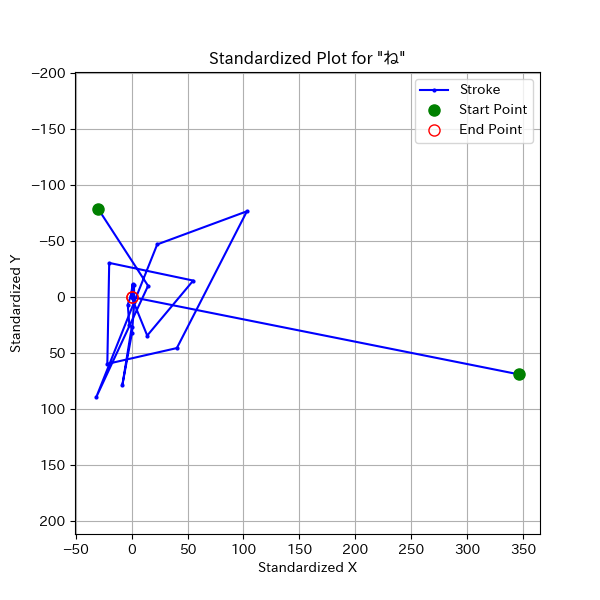 Standardized Plot for "ね"
Stroke
Start Point
End Point
−200
−150
−100
−50
0
50
100
150
200
Standardized Y
−50 0 50 100 150 200 250 300 350
Standardized X